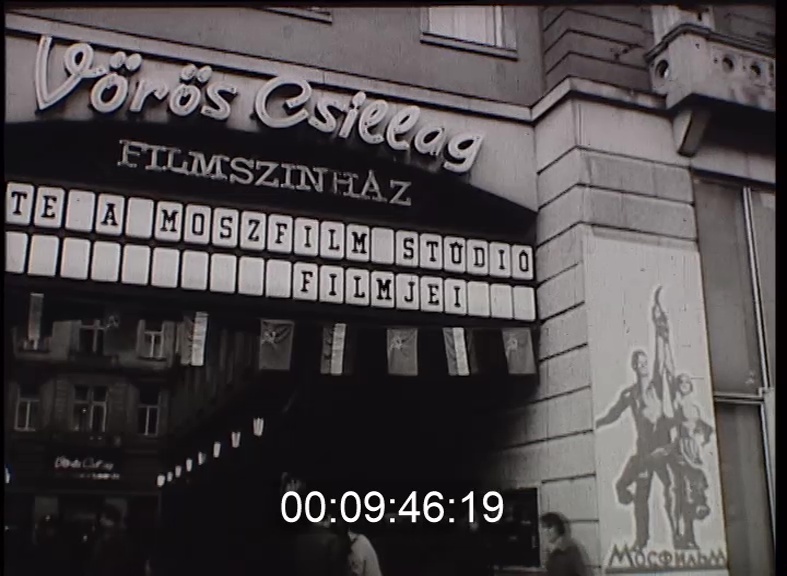 Vörös Csillag
FILMSZINHÁZ
TE A MOSZFILM STÚDIÓ
FILMJEI
МОСФИЛЬМ
00:09:46:19